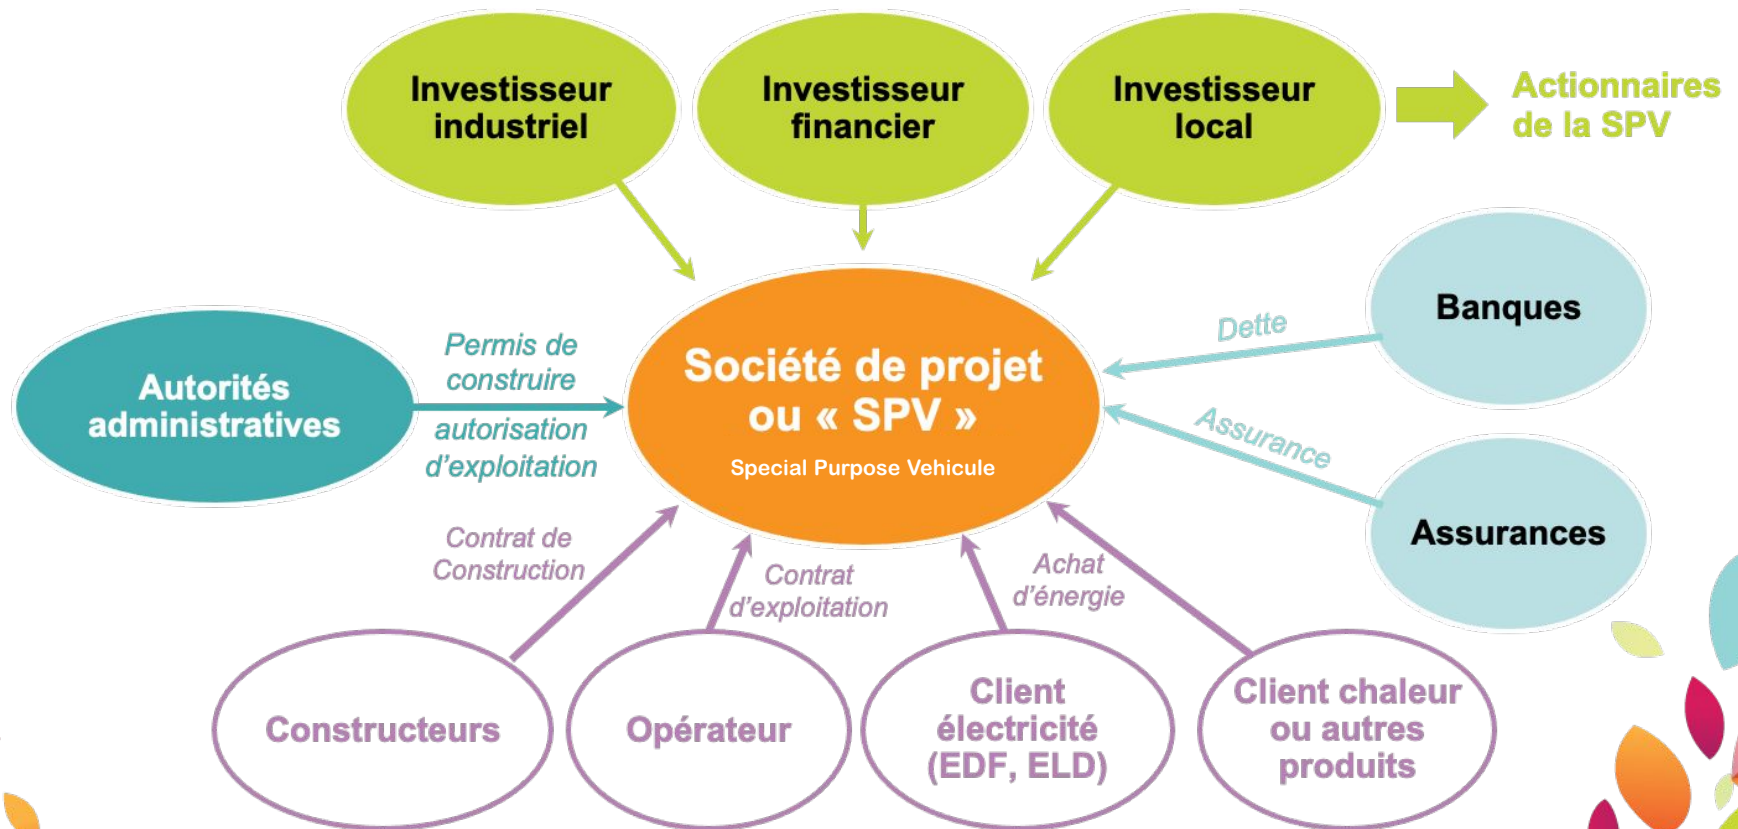 Investisseur
industriel
Investisseur
financier
Investisseur
local
Actionnaires
de la SPV
Banques
Dette
Permis de
construire
autorisation
d'exploitation
Autorités
administratives
Société de projet
ou « SPV »
Special Purpose Vehicule
Assurance
Assurances
Contrat de
Construction
Contrat
d'exploitation
Achat
d'énergie
Constructeurs
Opérateur
Client
électricité
(EDF, ELD)
Client chaleur
ou autres
produits